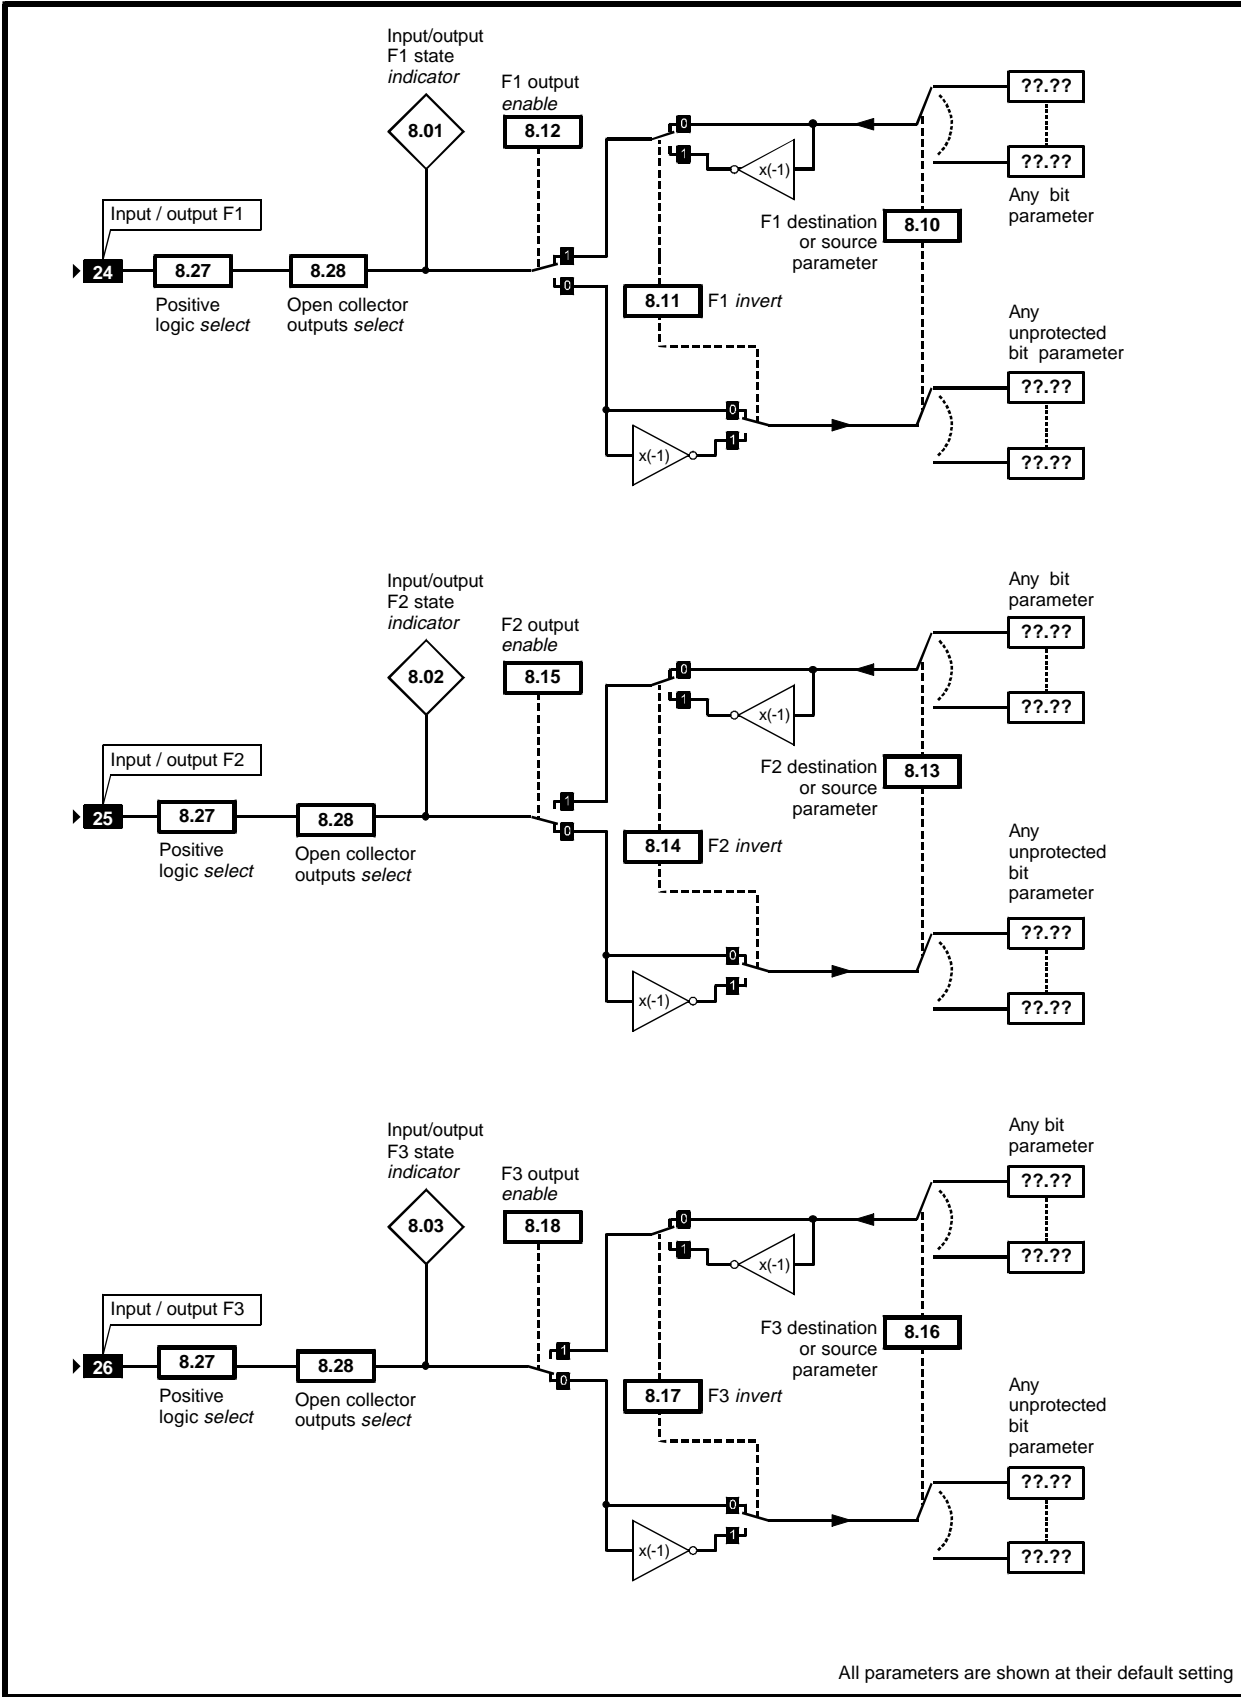 Input/output
F1 state
indicator
8.01
F1 output
enable
8.12
Input / output F1
24
8.27
Positive
logic select
8.28
Open collector
outputs select
1
0
0
1
x(-1)
8.11
F1 invert
F1 destination
or source
parameter
8.10
??.??
??.??
Any bit
parameter
Any
unprotected
bit parameter
??.??
??.??
0
1
x(-1)
Input/output
F2 state
indicator
8.02
F2 output
enable
8.15
Input / output F2
25
8.27
Positive
logic select
8.28
Open collector
outputs select
1
0
0
1
x(-1)
8.14
F2 invert
F2 destination
or source
parameter
8.13
Any bit
parameter
??.??
??.??
Any
unprotected
bit
parameter
??.??
??.??
0
1
x(-1)
Input/output
F3 state
indicator
8.03
F3 output
enable
8.18
Input / output F3
26
8.27
Positive
logic select
8.28
Open collector
outputs select
1
0
0
1
x(-1)
8.17
F3 invert
F3 destination
or source
parameter
8.16
Any bit
parameter
??.??
??.??
Any
unprotected
bit
parameter
??.??
??.??
0
1
x(-1)
All parameters are shown at their default setting